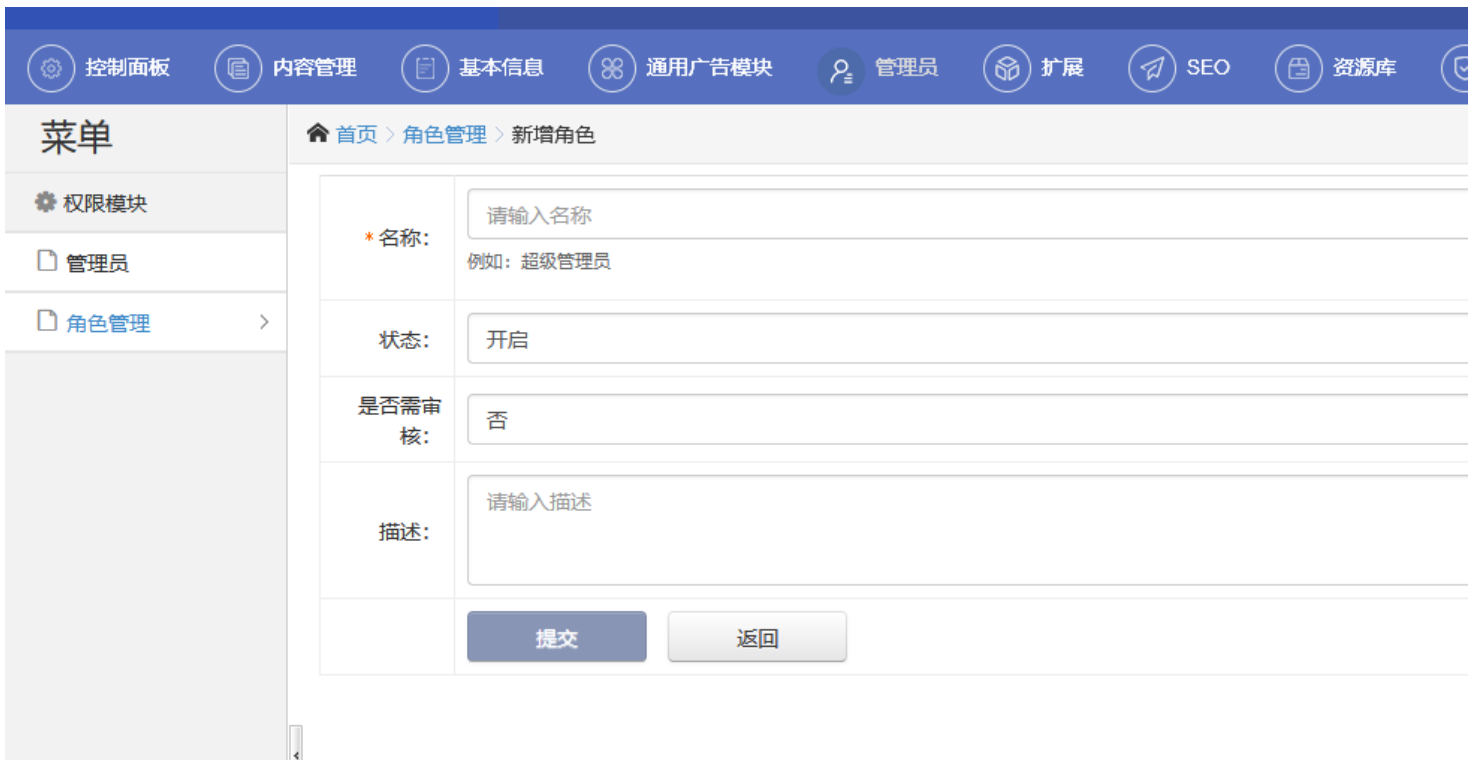 控制面板 内容管理 基本信息 通用广告模块 管理员 扩展 SEO 资源库
菜单
首页 > 角色管理 > 新增角色
权限模块
管理员
角色管理
*名称：
请输入名称
例如：超级管理员
状态：
开启
是否需审
核：
否
描述：
请输入描述
提交 返回